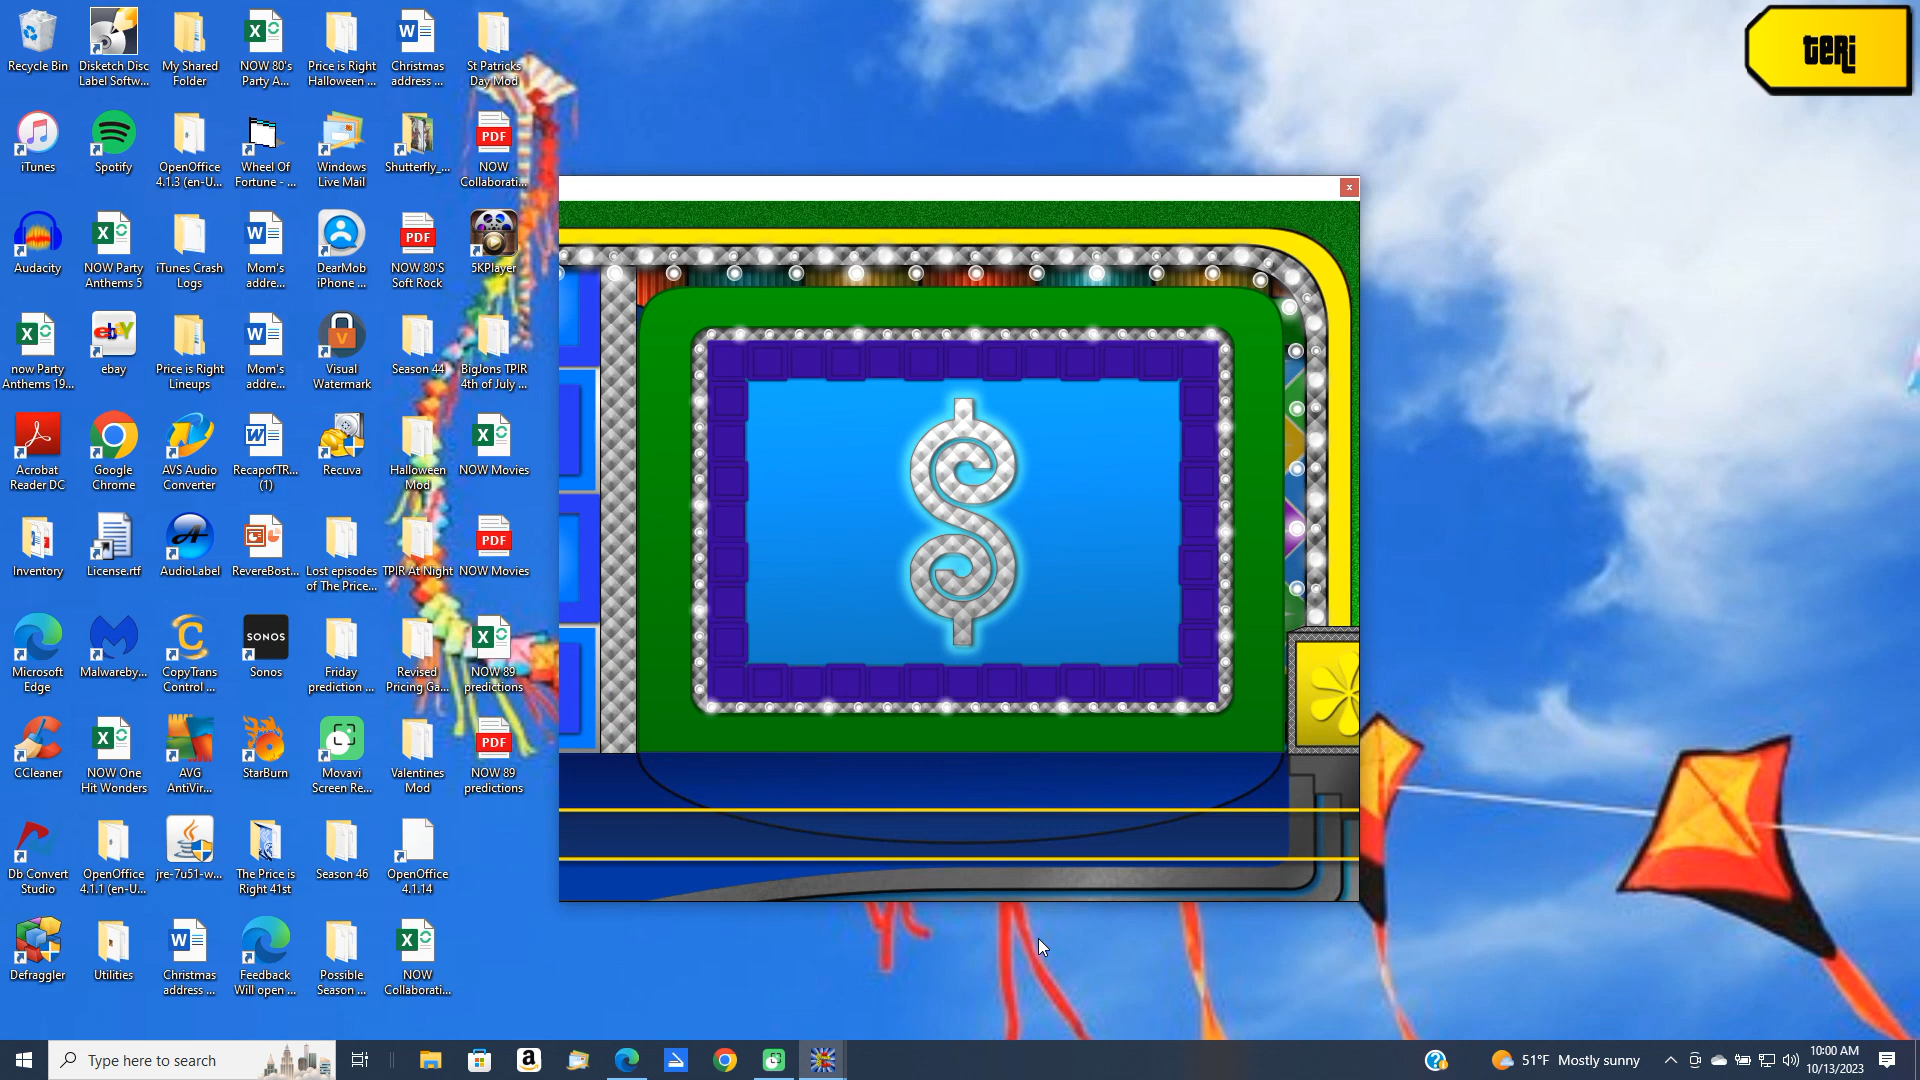 Recycle Bin
Disketch Disc
Label Softw...
My Shared
Folder
NOW 80's
Party A...
Price is Right
Halloween ...
Christmas
address ...
St Patricks
Day Mod
TeRi
iTunes
Spotify
OpenOffice
4.1.3 (en-U...
Wheel Of
Fortune - ...
Windows
Live Mail
Shutterfly_...
PDF
NOW
Collaborati...
Audacity
NOW Party
Anthems 5
iTunes Crash
Logs
Mom's
addre...
DearMob
iPhone ...
PDF
NOW 80'S
Soft Rock
5KPlayer
now Party
Anthems 19...
ebay
ebay
Price is Right
Lineups
Mom's
addre...
Visual
Watermark
Season 44
BigJons TPIR
4th of July ...
Acrobat
Reader DC
Google
Chrome
AVS Audio
Converter
RecapofTR...
(1)
Recuva
Halloween
Mod
NOW Movies
Inventory
License.rtf
AudioLabel
RevereBost...
Lost episodes
of The Price...
TPIR At Night
PDF
NOW Movies
Microsoft
Edge
Malwareby...
CopyTrans
Control ...
SONOS
Sonos
Friday
prediction ...
Revised
Pricing Ga...
NOW 89
predictions
CCleaner
NOW One
Hit Wonders
AVG
AntiVir...
StarBurn
Movavi
Screen Re...
Valentines
Mod
PDF
NOW 89
predictions
Db Convert
Studio
OpenOffice
4.1.1 (en-U...
jre-7u51-w...
The Price is
Right 41st
Season 46
OpenOffice
4.1.14
Defraggler
Utilities
Christmas
address ...
Feedback
Will open ...
Possible
Season ...
NOW
Collaborati...
Type here to search
51°F Mostly sunny
10:00 AM
10/13/2023